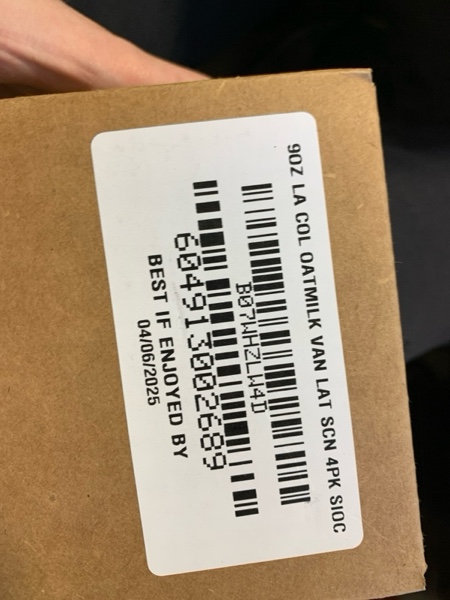 9OZ LA COL OATMILK VAN LAT SCN 4PK SIOC
B07WHZLW4D
604913002689
BEST IF ENJOYED BY
04/06/2025